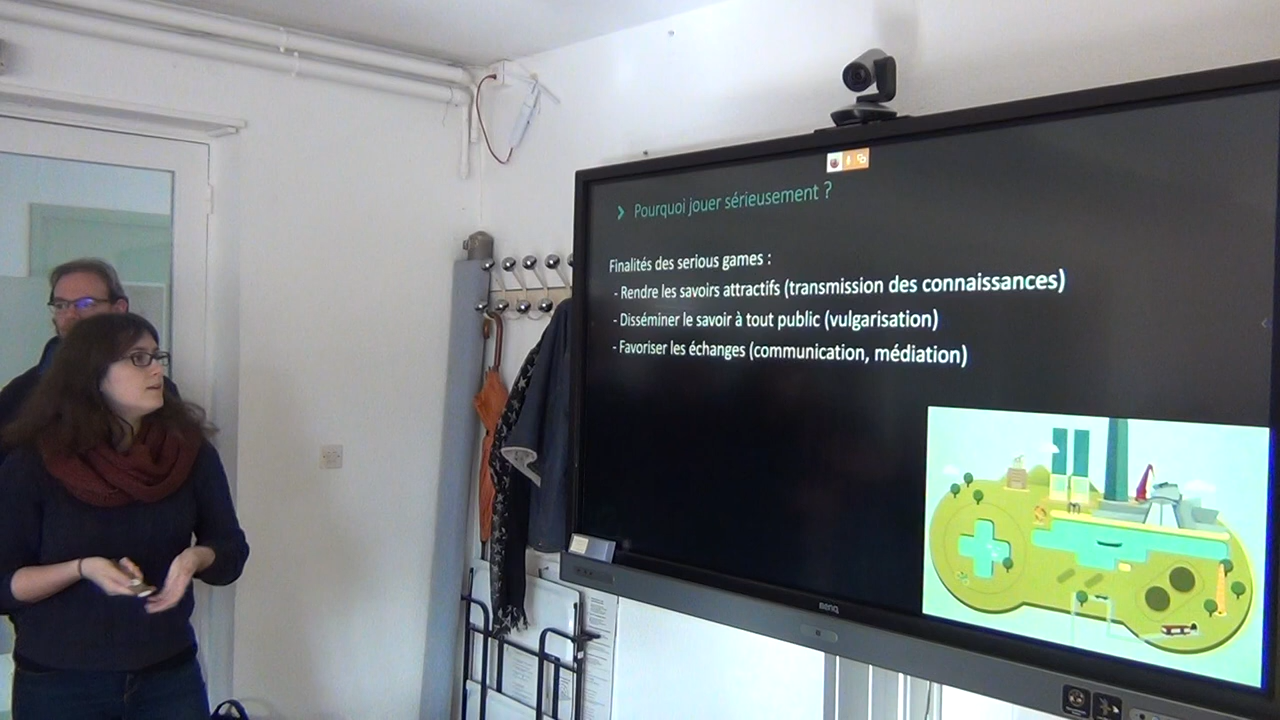 > Pourquoi jouer sérieusement ?
Finalités des serious games :
- Rendre les savoirs attractifs (transmission des connaissances)
- Disséminer le savoir à tout public (vulgarisation)
- Favoriser les échanges (communication, médiation)
BenQ